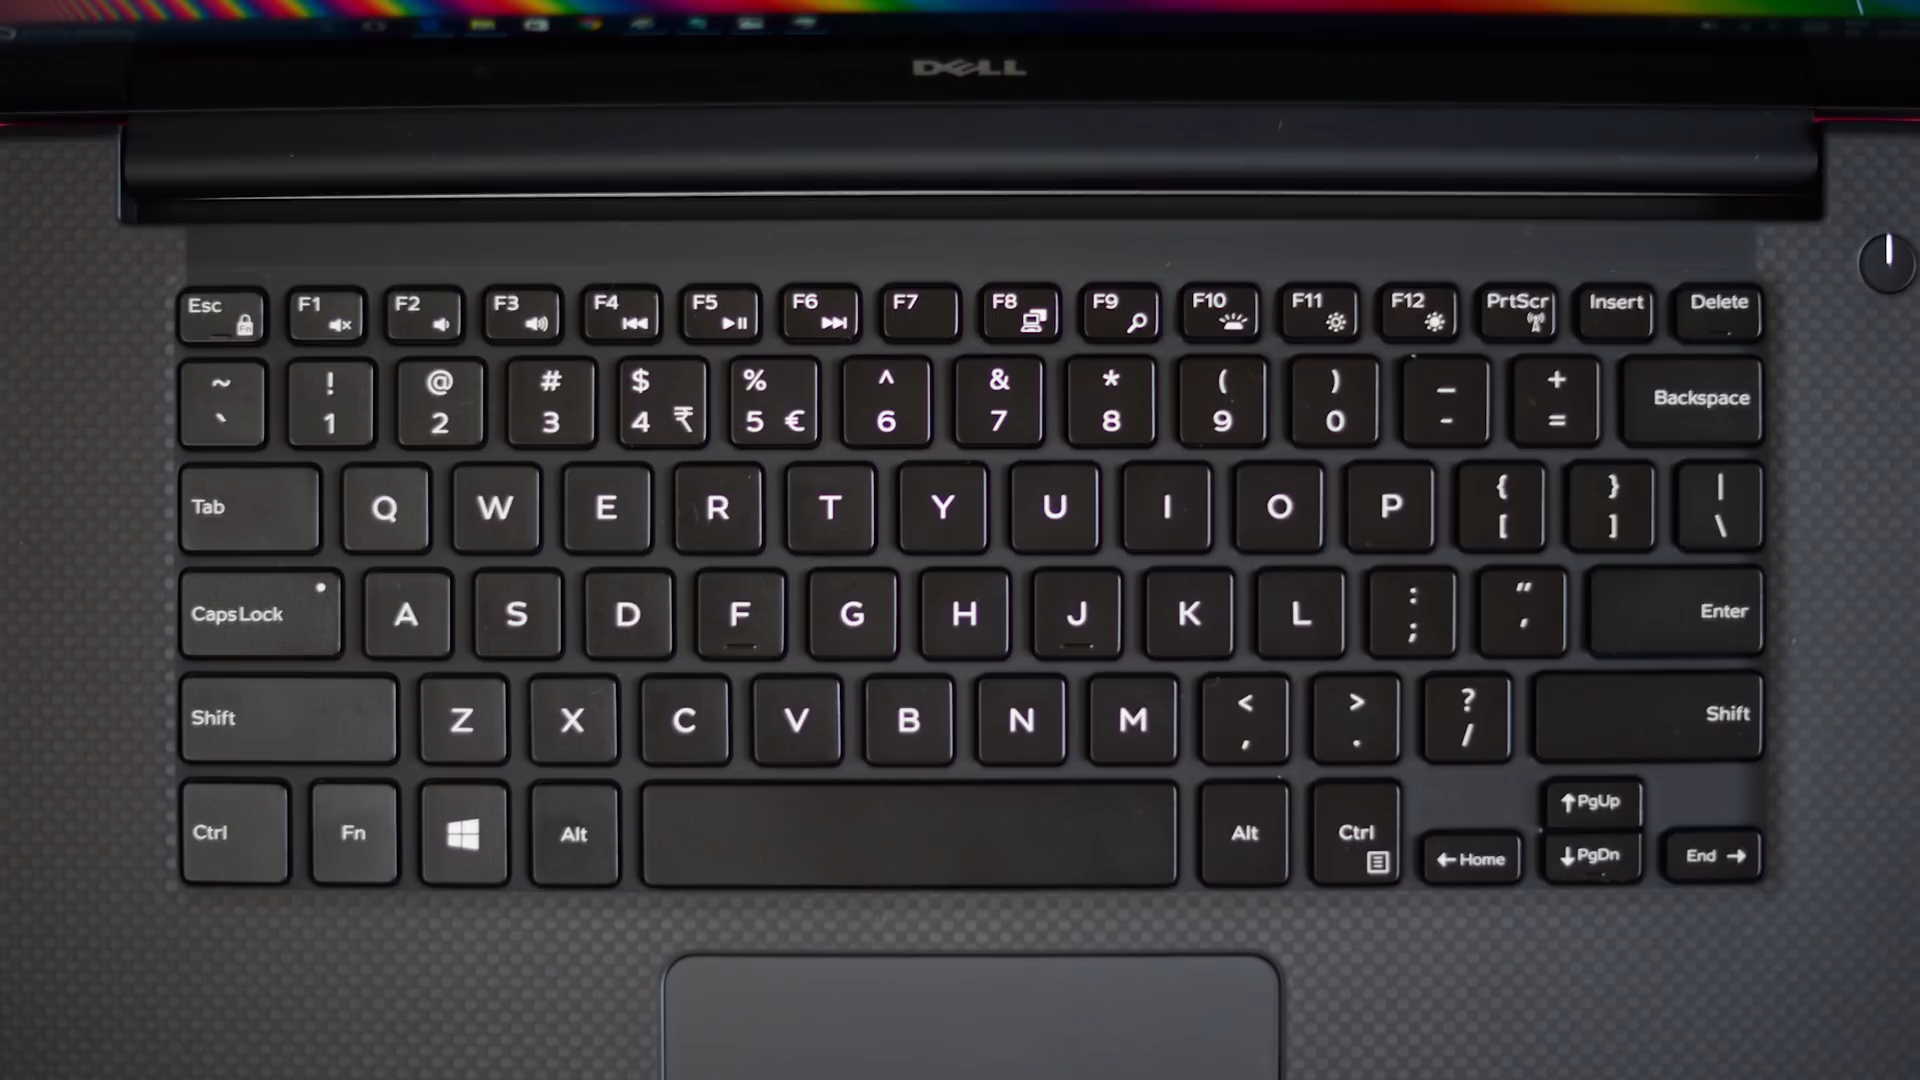 DELL
Esc Fn F1 F2 F3 F4 F5 F6 F7 F8 F9 F10 F11 F12 PrtScr Insert Delete
~ ! @ # $ % ^ & * ( ) _ +
` 1 2 3 4 ₹ 5 € 6 7 8 9 0 - = Backspace
Tab Q W E R T Y U I O P { [ } ] | \
CapsLock A S D F G H J K L : ; " ' Enter
Shift Z X C V B N M < , > . ? / Shift
Ctrl Fn Alt Alt Ctrl ←Home ↑PgUp ↓PgDn End →